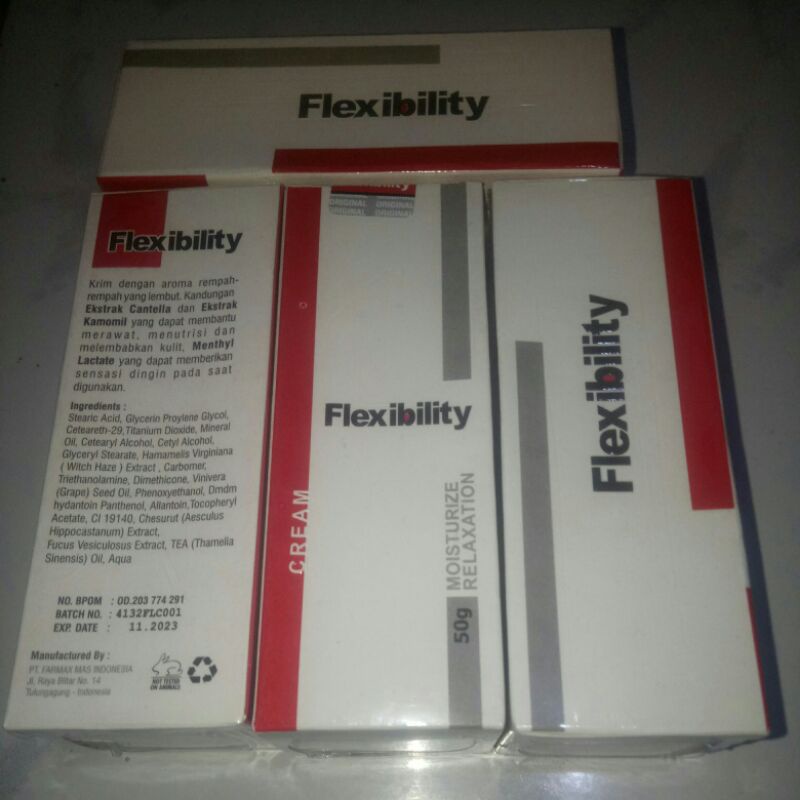 Flexibility
Flexibility
Krim dengan aroma rempah-
rempah yang lembut. Kandungan
Ekstrak Cantella dan Ekstrak
Kamomil yang dapat membantu
merawat, menutrisi dan
melembabkan kulit, Menthyl
Lactate yang dapat memberikan
sensasi dingin pada saat
digunakan.
Ingredients :
Stearic Acid, Glycerin Proylene Glycol,
Ceteareth-29,Titanium Dioxide, Mineral
Oil, Cetearyl Alcohol, Cetyl Alcohol,
Glyceryl Stearate, Hamamelis Virginiana
( Witch Haze ) Extract , Carbomer,
Triethanolamine, Dimethicone, Vinivera
(Grape) Seed Oil, Phenoxyethanol, Dmdm
hydantoin Panthenol, Allantoin,Tocopheryl
Acetate, CI 19140, Chesurut (Aesculus
Hippocastanum) Extract,
Fucus Vesiculosus Extract, TEA (Thamella
Sinensis) Oil, Aqua
NO. BPOM : OD.203 774 291
BATCH NO. : 4132FLC001
EXP. DATE : 11.2023
Manufactured By :
PT. FARMAX MAS INDONESIA
Jl. Raya Blitar No. 14
Tulungagung - Indonesia
NOT TESTED
ON ANIMALS
ORIGINAL ORIGINAL
ORIGINAL ORIGINAL
Flexibility
CREAM
MOISTURIZE
RELAXATION
50g
Flexibility